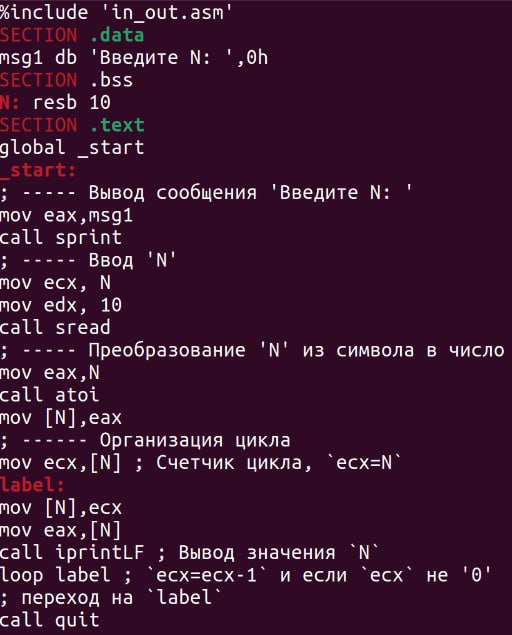 %include 'in_out.asm'
SECTION .data
msg1 db 'Введите N: ',0h
SECTION .bss
N: resb 10
SECTION .text
global _start
_start:
; ----- Вывод сообщения 'Введите N: '
mov eax,msg1
call sprint
; ----- Ввод 'N'
mov ecx, N
mov edx, 10
call sread
; ----- Преобразование 'N' из символа в число
mov eax,N
call atoi
mov [N],eax
; ------ Организация цикла
mov ecx,[N] ; Счетчик цикла, `ecx=N`
label:
mov [N],ecx
mov eax,[N]
call iprintLF ; Вывод значения `N`
loop label ; `ecx=ecx-1` и если `ecx` не '0'
; переход на `label`
call quit